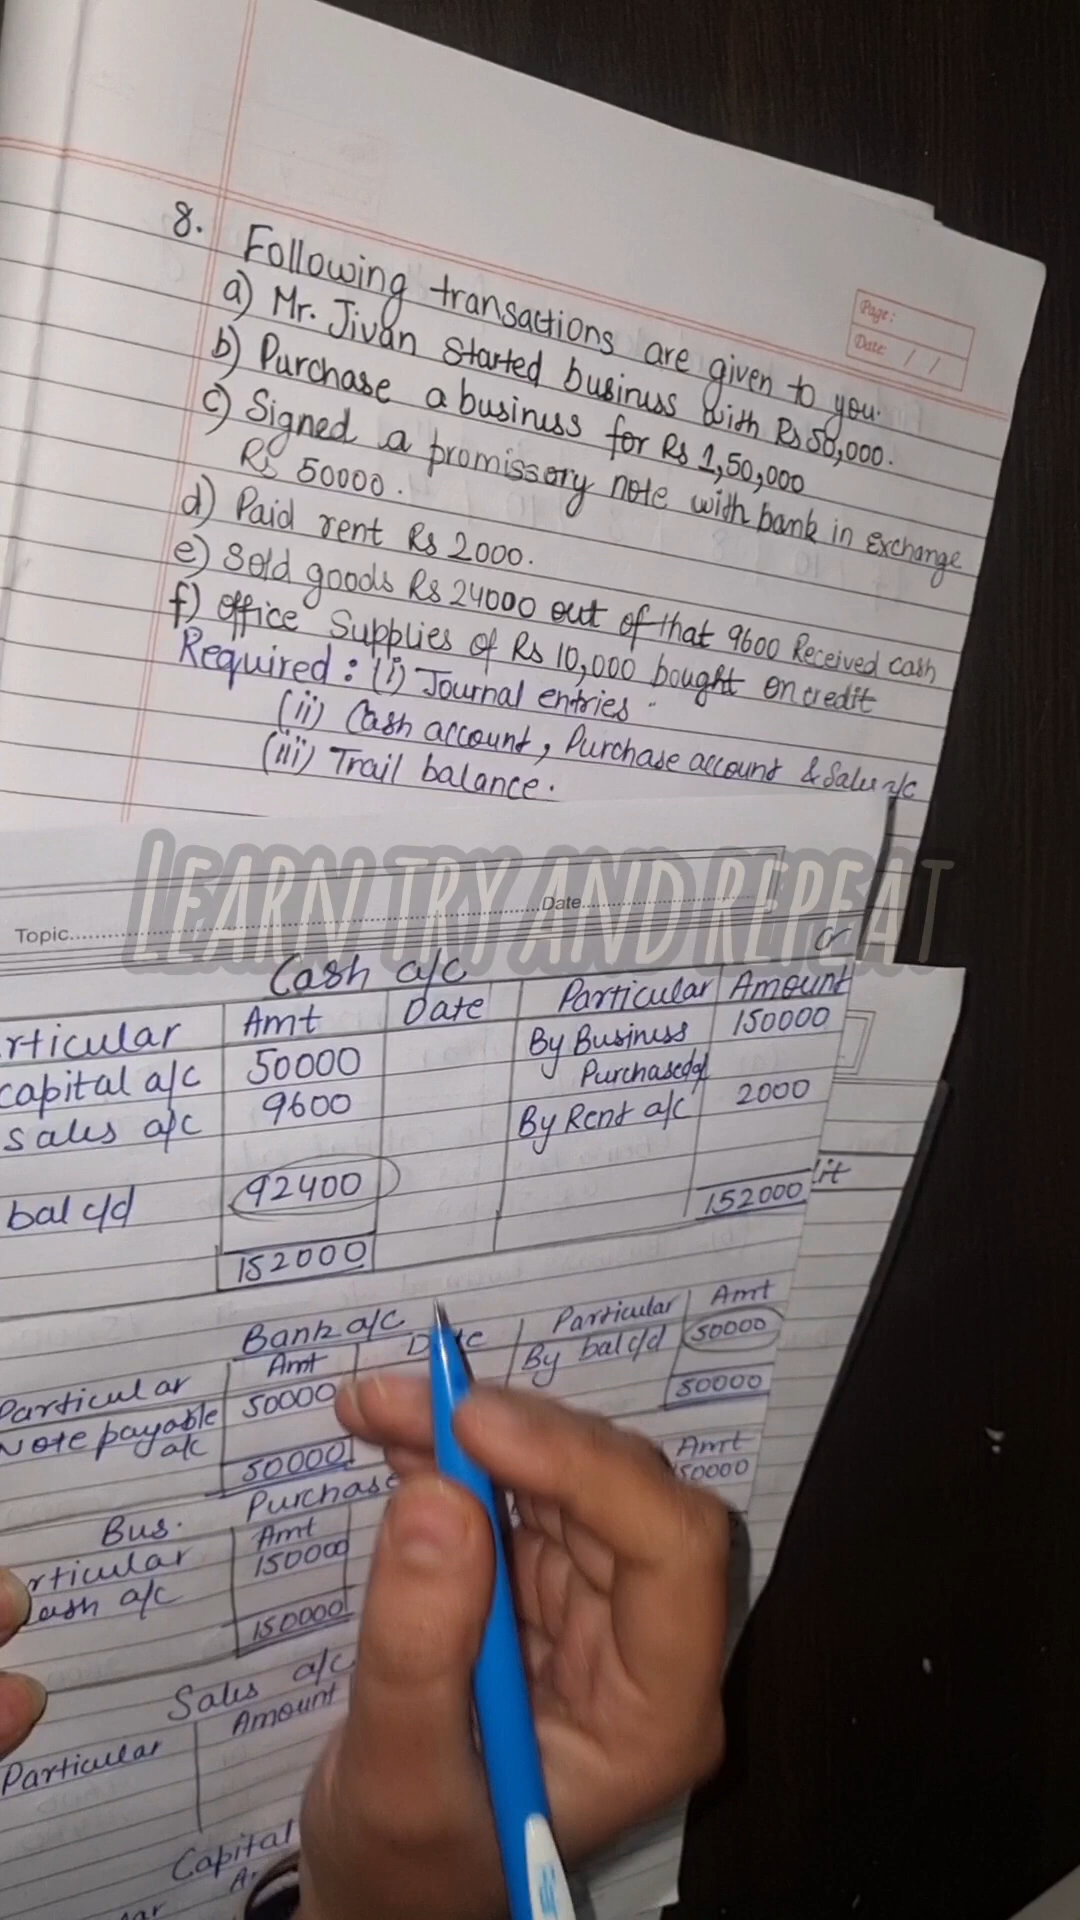 8. Following transactions are given to you.
a) Mr. Jivan started business with Rs 50,000.
b) Purchase a business for Rs 1,50,000
c) Signed a promissory note with bank in exchange
Rs 50000.
d) Paid rent Rs 2000.
e) Sold goods Rs 24000 out of that 9600 Received cash
f) Office Supplies of Rs 10,000 bought on credit
Required: (i) Journal entries.
(ii) Cash account, Purchase account & Sales a/c
(iii) Trail balance.
Page:
Date: / /
LEARN TRY AND REPEAT
Topic Date
Cash a/c cr
rticular Amt Date Particular Amount
capital a/c 50000 By Business 150000
Purchased
sales a/c 9600 By Rent a/c 2000
bal c/d 92400
152000 152000
Bank a/c
Particular Amt Particular Amt
Note payable 50000 By bal c/d 50000
a/c
50000 50000
Bus. Purchase
rticular Amt Amt
Cash a/c 150000 150000
150000
Sales a/c
Particular Amount
Capital